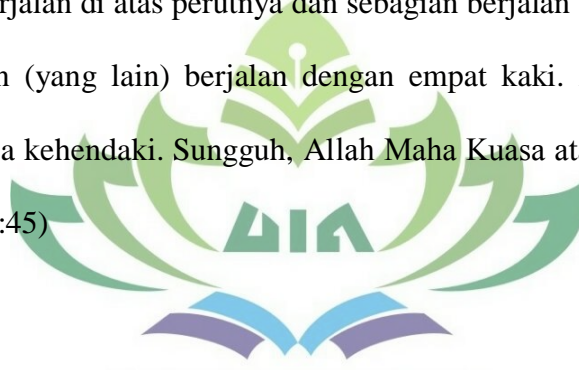 rjalan di atas perutnya dan sebagian berjalan
(yang lain) berjalan dengan empat kaki.
a kehendaki. Sungguh, Allah Maha Kuasa ata
:45)
UIN